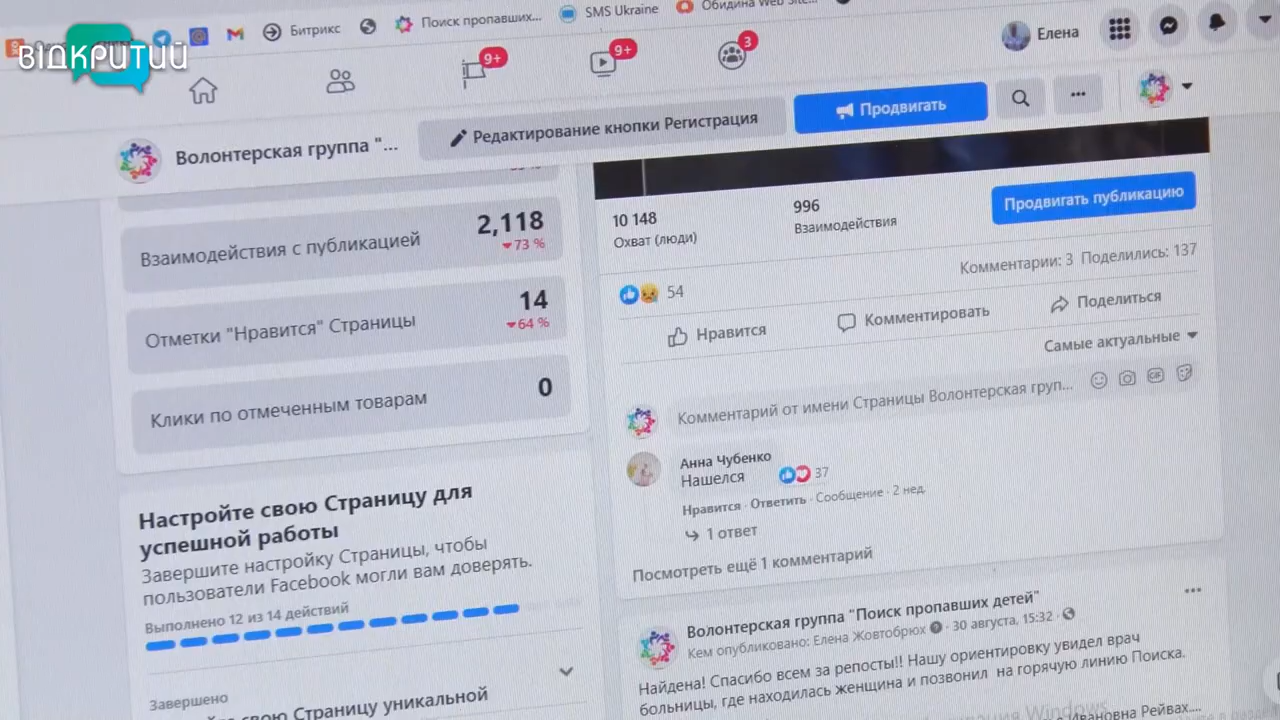 ВІДКРИТИЙ
Битрикс
Поиск пропавших...
SMS Ukraine
Обидина Web Site...
9+
9+
3
Елена
Волонтерская группа "...
Редактирование кнопки Регистрация
Продвигать
Взаимодействия с публикацией
2,118
73 %
Отметки "Нравится" Страницы
14
64 %
Клики по отмеченным товарам
0
Настройте свою Страницу для
успешной работы
Завершите настройку Страницы, чтобы
пользователи Facebook могли вам доверять.
Выполнено 12 из 14 действий
Завершено
свою Страницу уникальной
10 148
Охват (люди)
996
Взаимодействия
Продвигать публикацию
54
Комментарии: 3 Поделились: 137
Нравится
Комментировать
Поделиться
Самые актуальные
Комментарий от имени Страницы Волонтерская груп...
GIF
Анна Чубенко
Нашелся
37
Нравится · Ответить · Сообщение · 2 нед.
1 ответ
Посмотреть ещё 1 комментарий
Волонтерская группа "Поиск пропавших детей"
Кем опубликовано: Елена Жовтобрюх · 30 августа, 15:32 ·
Найдена! Спасибо всем за репосты!! Нашу ориентировку увидел врач
больницы, где находилась женщина и позвонил на горячую линию Поиска.
Ивановна Рейвах....
Windows